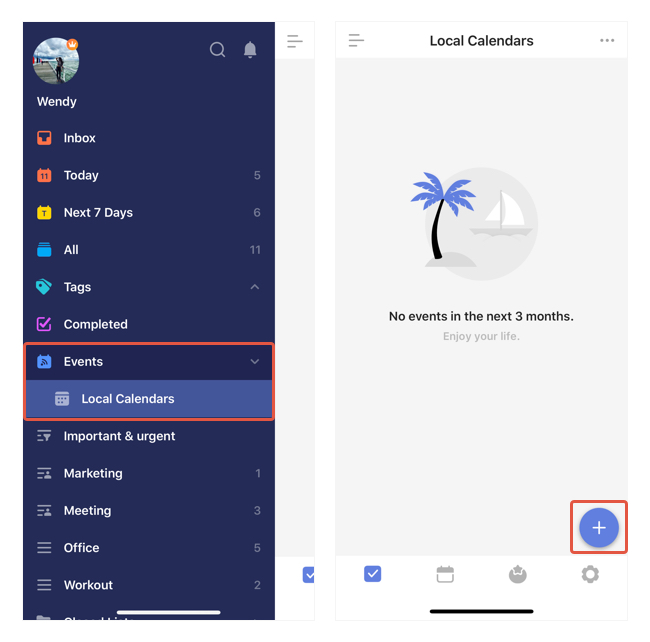 Wendy
Inbox
11
Today
5
T
Next 7 Days
6
All
11
Tags
Completed
Events
Local Calendars
Important & urgent
Marketing
1
Meeting
3
Office
5
Workout
2
Local Calendars
No events in the next 3 months.
Enjoy your life.